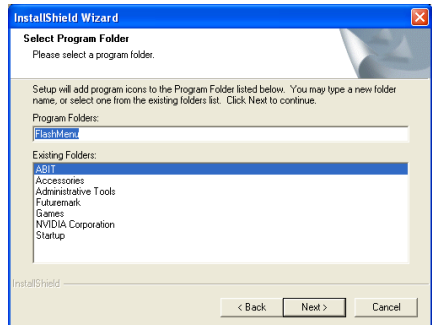 InstallShield Wizard
Select Program Folder
Please select a program folder.
Setup will add program icons to the Program Folder listed below. You may type a new folder
name, or select one from the existing folders list. Click Next to continue.
Program Folders:
FlashMenu
Existing Folders:
ABIT
Accessories
Administrative Tools
Futuremark
Games
NVIDIA Corporation
Startup
InstallShield
< Back
Next >
Cancel